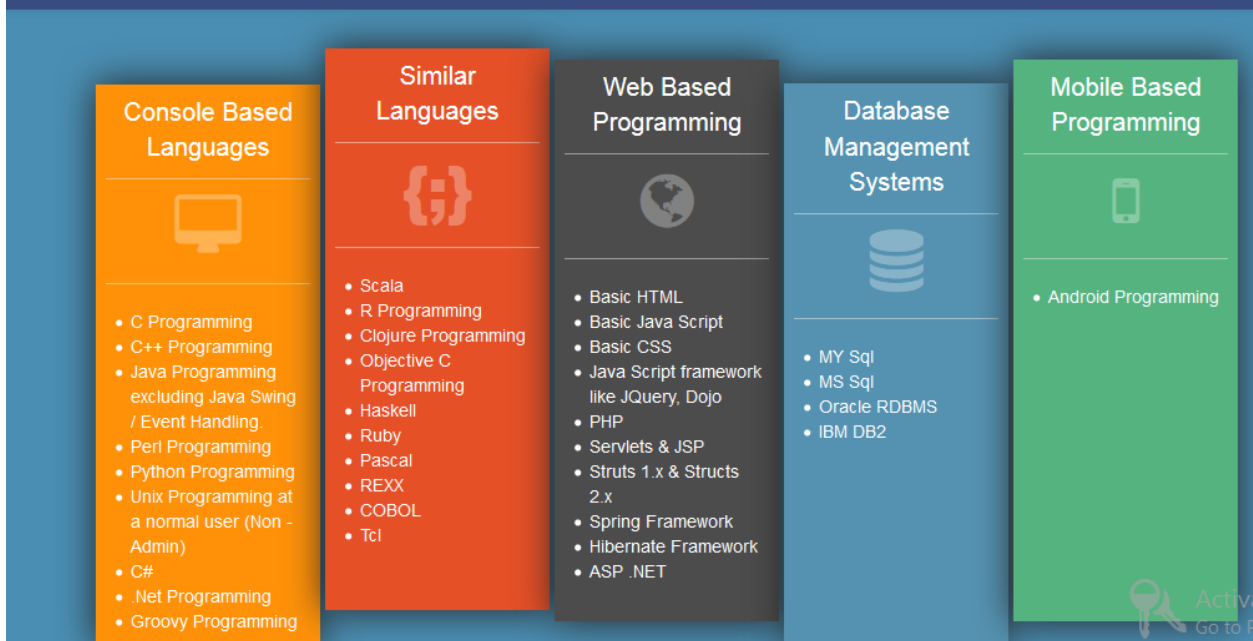 Console Based
Languages
C Programming
C++ Programming
Java Programming
excluding Java Swing
/ Event Handling.
Perl Programming
Python Programming
Unix Programming at
a normal user (Non -
Admin)
C#
.Net Programming
Groovy Programming
Similar
Languages
{;}
Scala
R Programming
Clojure Programming
Objective C
Programming
Haskell
Ruby
Pascal
REXX
COBOL
Tcl
Web Based
Programming
Basic HTML
Basic Java Script
Basic CSS
Java Script framework
like JQuery, Dojo
PHP
Servlets & JSP
Struts 1.x & Structs
2.x
Spring Framework
Hibernate Framework
ASP .NET
Database
Management
Systems
MY Sql
MS Sql
Oracle RDBMS
IBM DB2
Mobile Based
Programming
Android Programming
Go to